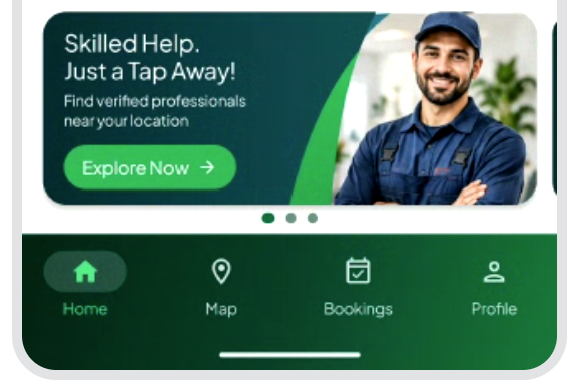 Skilled Help.
Just a Tap Away!
Find verified professionals
near your location
Explore Now →
Home
Map
Bookings
Profile